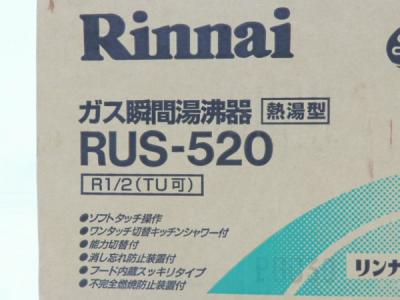 Rinnai
ガス瞬間湯沸器 熱湯型
RUS-520
R1/2(TU可)
●ソフトタッチ操作
●ワンタッチ切替キッチンシャワー付
●能力切替付
●消し忘れ防止装置付
●フード内蔵スッキリタイプ
●不完全燃焼防止装置付
リンナ